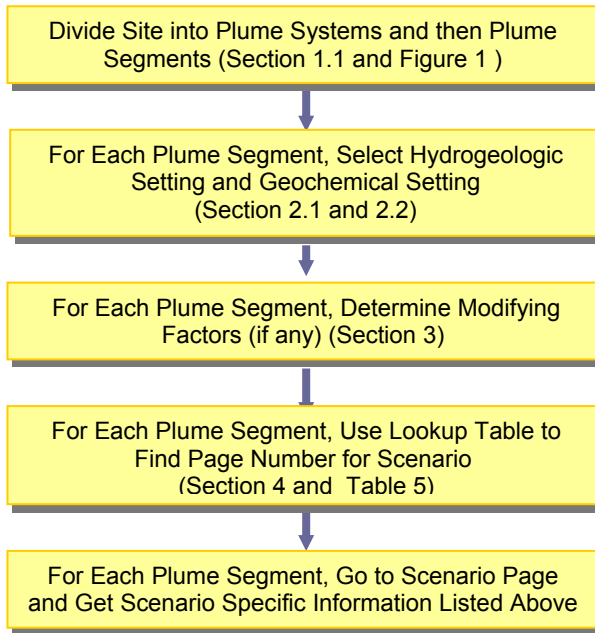 Divide Site into Plume Systems and then Plume
Segments (Section 1.1 and Figure 1 )
For Each Plume Segment, Select Hydrogeologic
Setting and Geochemical Setting
(Section 2.1 and 2.2)
For Each Plume Segment, Determine Modifying
Factors (if any) (Section 3)
For Each Plume Segment, Use Lookup Table to
Find Page Number for Scenario
(Section 4 and  Table 5)
For Each Plume Segment, Go to Scenario Page
and Get Scenario Specific Information Listed Above